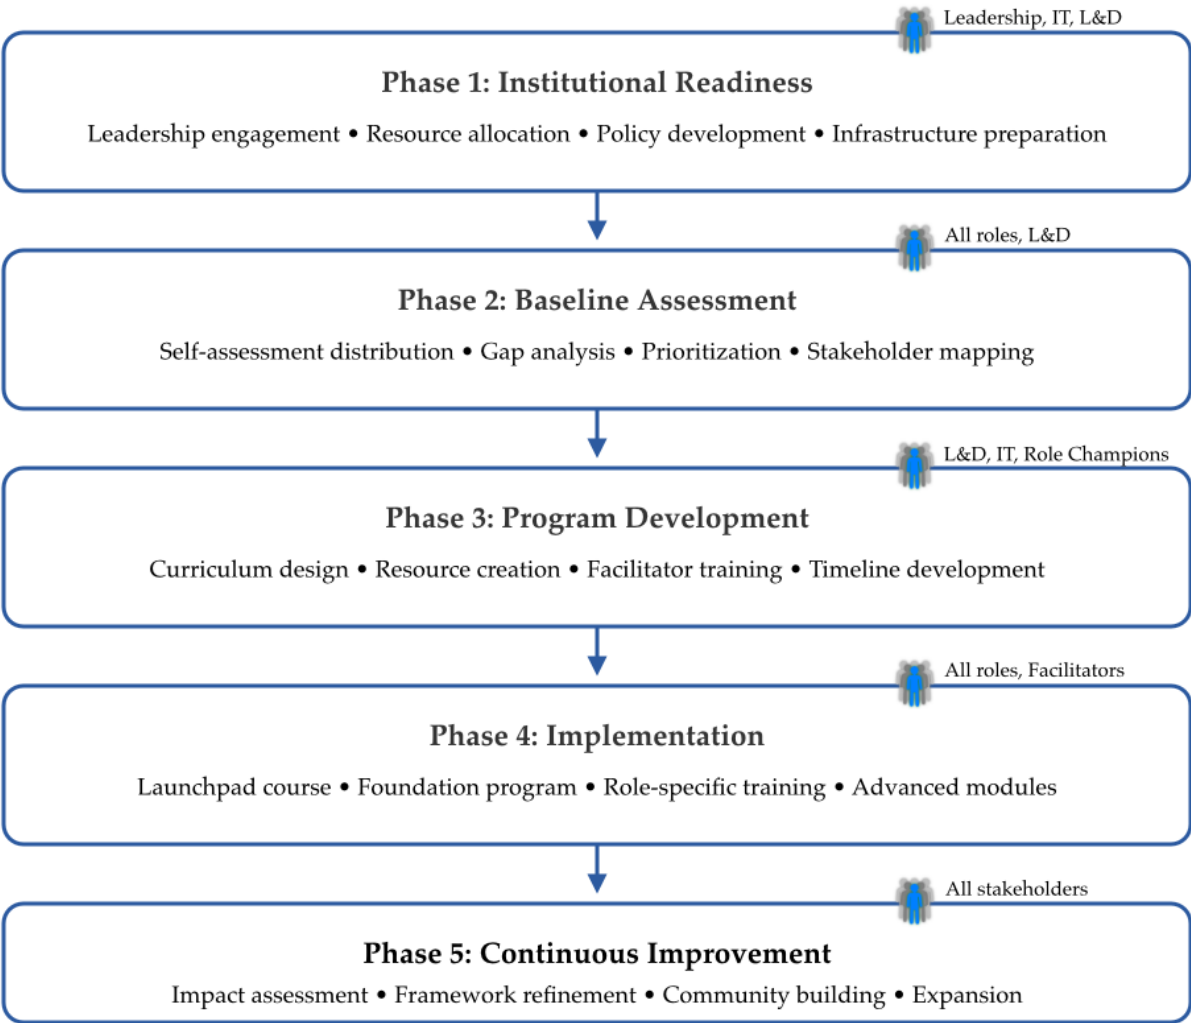 Leadership, IT, L&D
Phase 1: Institutional Readiness
Leadership engagement • Resource allocation • Policy development • Infrastructure preparation
All roles, L&D
Phase 2: Baseline Assessment
Self-assessment distribution • Gap analysis • Prioritization • Stakeholder mapping
L&D, IT, Role Champions
Phase 3: Program Development
Curriculum design • Resource creation • Facilitator training • Timeline development
All roles, Facilitators
Phase 4: Implementation
Launchpad course • Foundation program • Role-specific training • Advanced modules
All stakeholders
Phase 5: Continuous Improvement
Impact assessment • Framework refinement • Community building • Expansion